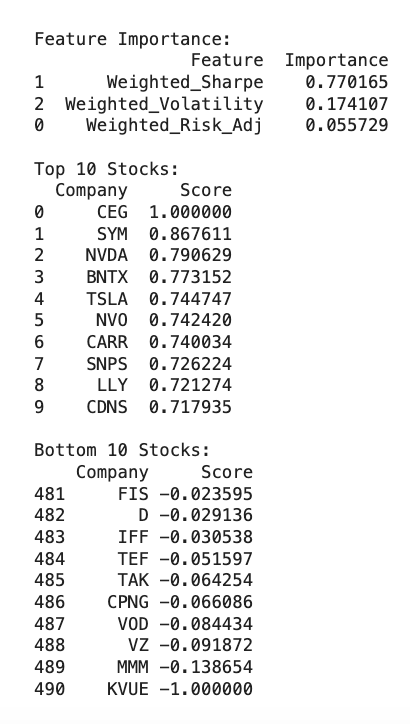 Feature Importance:
Feature Importance
1 Weighted_Sharpe 0.770165
2 Weighted_Volatility 0.174107
0 Weighted_Risk_Adj 0.055729
Top 10 Stocks:
Company Score
0 CEG 1.000000
1 SYM 0.867611
2 NVDA 0.790629
3 BNTX 0.773152
4 TSLA 0.744747
5 NVO 0.742420
6 CARR 0.740034
7 SNPS 0.726224
8 LLY 0.721274
9 CDNS 0.717935
Bottom 10 Stocks:
Company Score
481 FIS -0.023595
482 D -0.029136
483 IFF -0.030538
484 TEF -0.051597
485 TAK -0.064254
486 CPNG -0.066086
487 VOD -0.084434
488 VZ -0.091872
489 MMM -0.138654
490 KVUE -1.000000